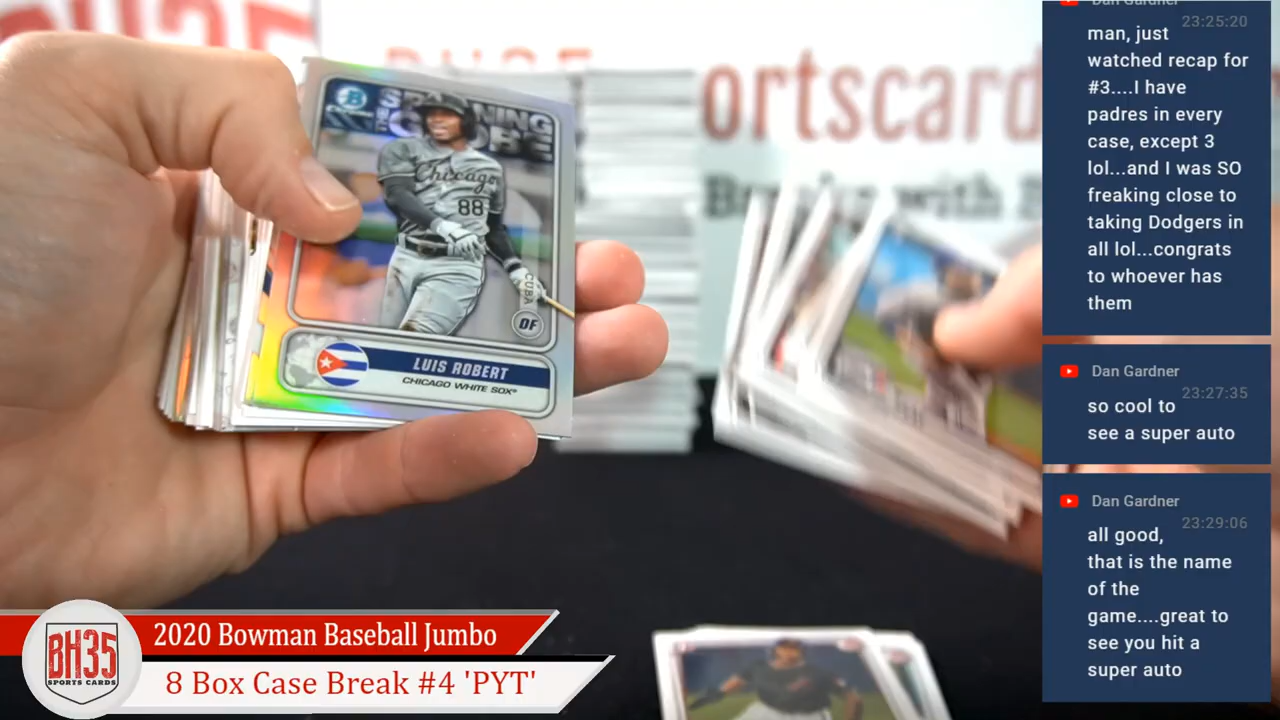 ortscard
Breaks with B
SPANNING
THE
GLOBE
Chicago
88
CUBA
OF
LUIS ROBERT
CHICAGO WHITE SOX
2020 Bowman Baseball Jumbo
8 Box Case Break #4 'PYT'
BH35
SPORTS CARDS
Dan Gardner
23:25:20
man, just
watched recap for
#3....I have
padres in every
case, except 3
lol...and I was SO
freaking close to
taking Dodgers in
all lol...congrats
to whoever has
them
Dan Gardner
23:27:35
so cool to
see a super auto
Dan Gardner
23:29:06
all good,
that is the name
of the
game....great to
see you hit a
super auto